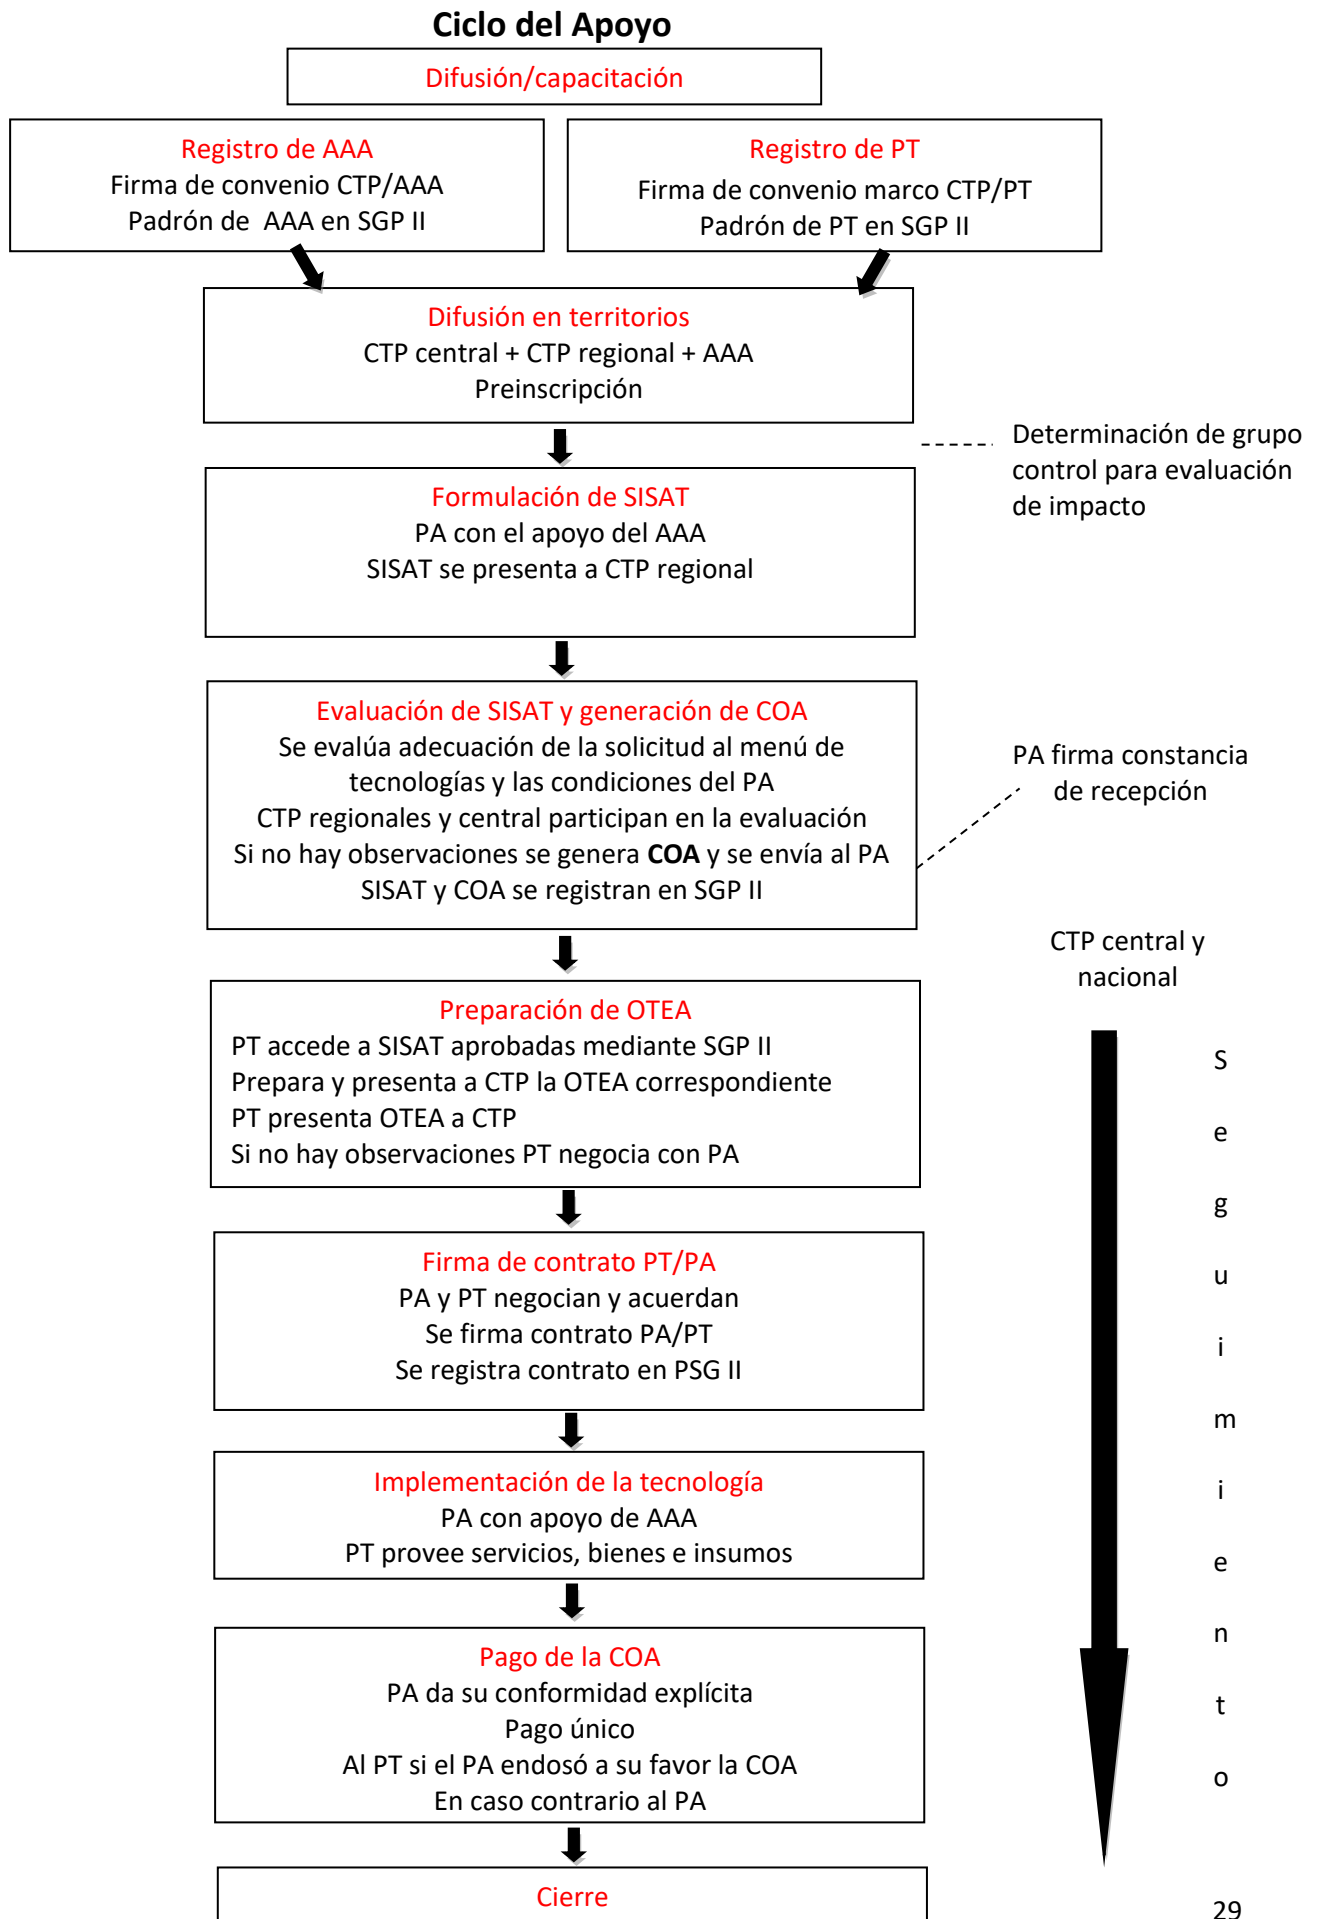 Ciclo del Apoyo
Difusión/capacitación
Registro de AAA
Firma de convenio CTP/AAA
Padrón de  AAA en SGP II
Registro de PT
Firma de convenio marco CTP/PT
Padrón de PT en SGP II
Difusión en territorios
CTP central + CTP regional + AAA
Preinscripción
Determinación de grupo
control para evaluación
de impacto
Formulación de SISAT
PA con el apoyo del AAA
SISAT se presenta a CTP regional
Evaluación de SISAT y generación de COA
Se evalúa adecuación de la solicitud al menú de
tecnologías y las condiciones del PA
CTP regionales y central participan en la evaluación
Si no hay observaciones se genera COA y se envía al PA
SISAT y COA se registran en SGP II
PA firma constancia
de recepción
CTP central y
nacional
Preparación de OTEA
PT accede a SISAT aprobadas mediante SGP II
Prepara y presenta a CTP la OTEA correspondiente
PT presenta OTEA a CTP
Si no hay observaciones PT negocia con PA
Firma de contrato PT/PA
PA y PT negocian y acuerdan
Se firma contrato PA/PT
Se registra contrato en PSG II
Implementación de la tecnología
PA con apoyo de AAA
PT provee servicios, bienes e insumos
Pago de la COA
PA da su conformidad explícita
Pago único
Al PT si el PA endosó a su favor la COA
En caso contrario al PA
Cierre
S
e
g
u
i
m
i
e
n
t
o
29